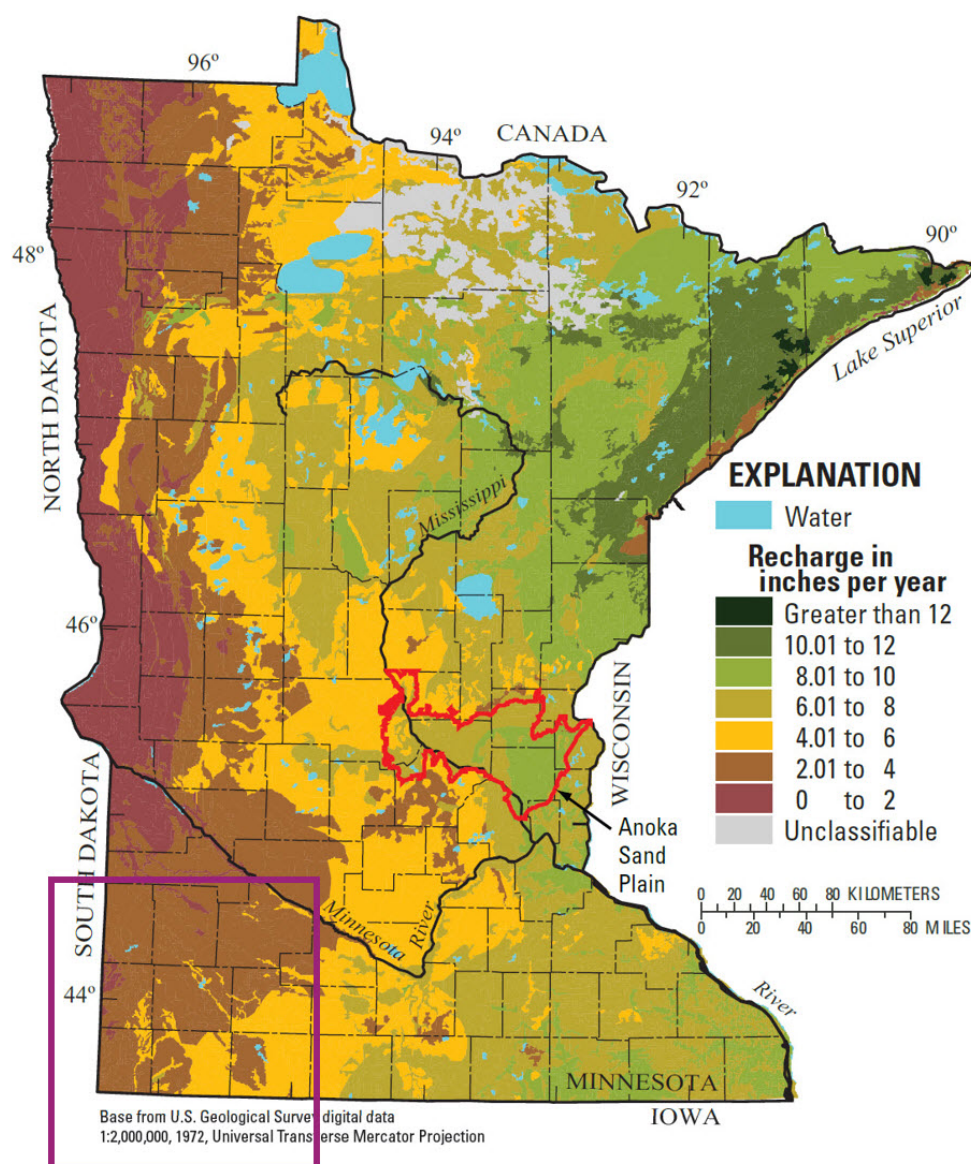 96º
94º
CANADA
92º
90º
48º
Lake Superior
NORTH DAKOTA
EXPLANATION
Water
Recharge in
inches per year
Greater than 12
10.01 to 12
8.01 to 10
6.01 to 8
4.01 to 6
2.01 to 4
0 to 2
Unclassifiable
Mississippi
46º
WISCONSIN
Anoka
Sand
Plain
SOUTH DAKOTA
0 20 40 60 80 KILOMETERS
0 20 40 60 80 MILES
Minnesota
River
44º
River
MINNESOTA
IOWA
Base from U.S. Geological Survey digital data
1:2,000,000, 1972, Universal Transverse Mercator Projection